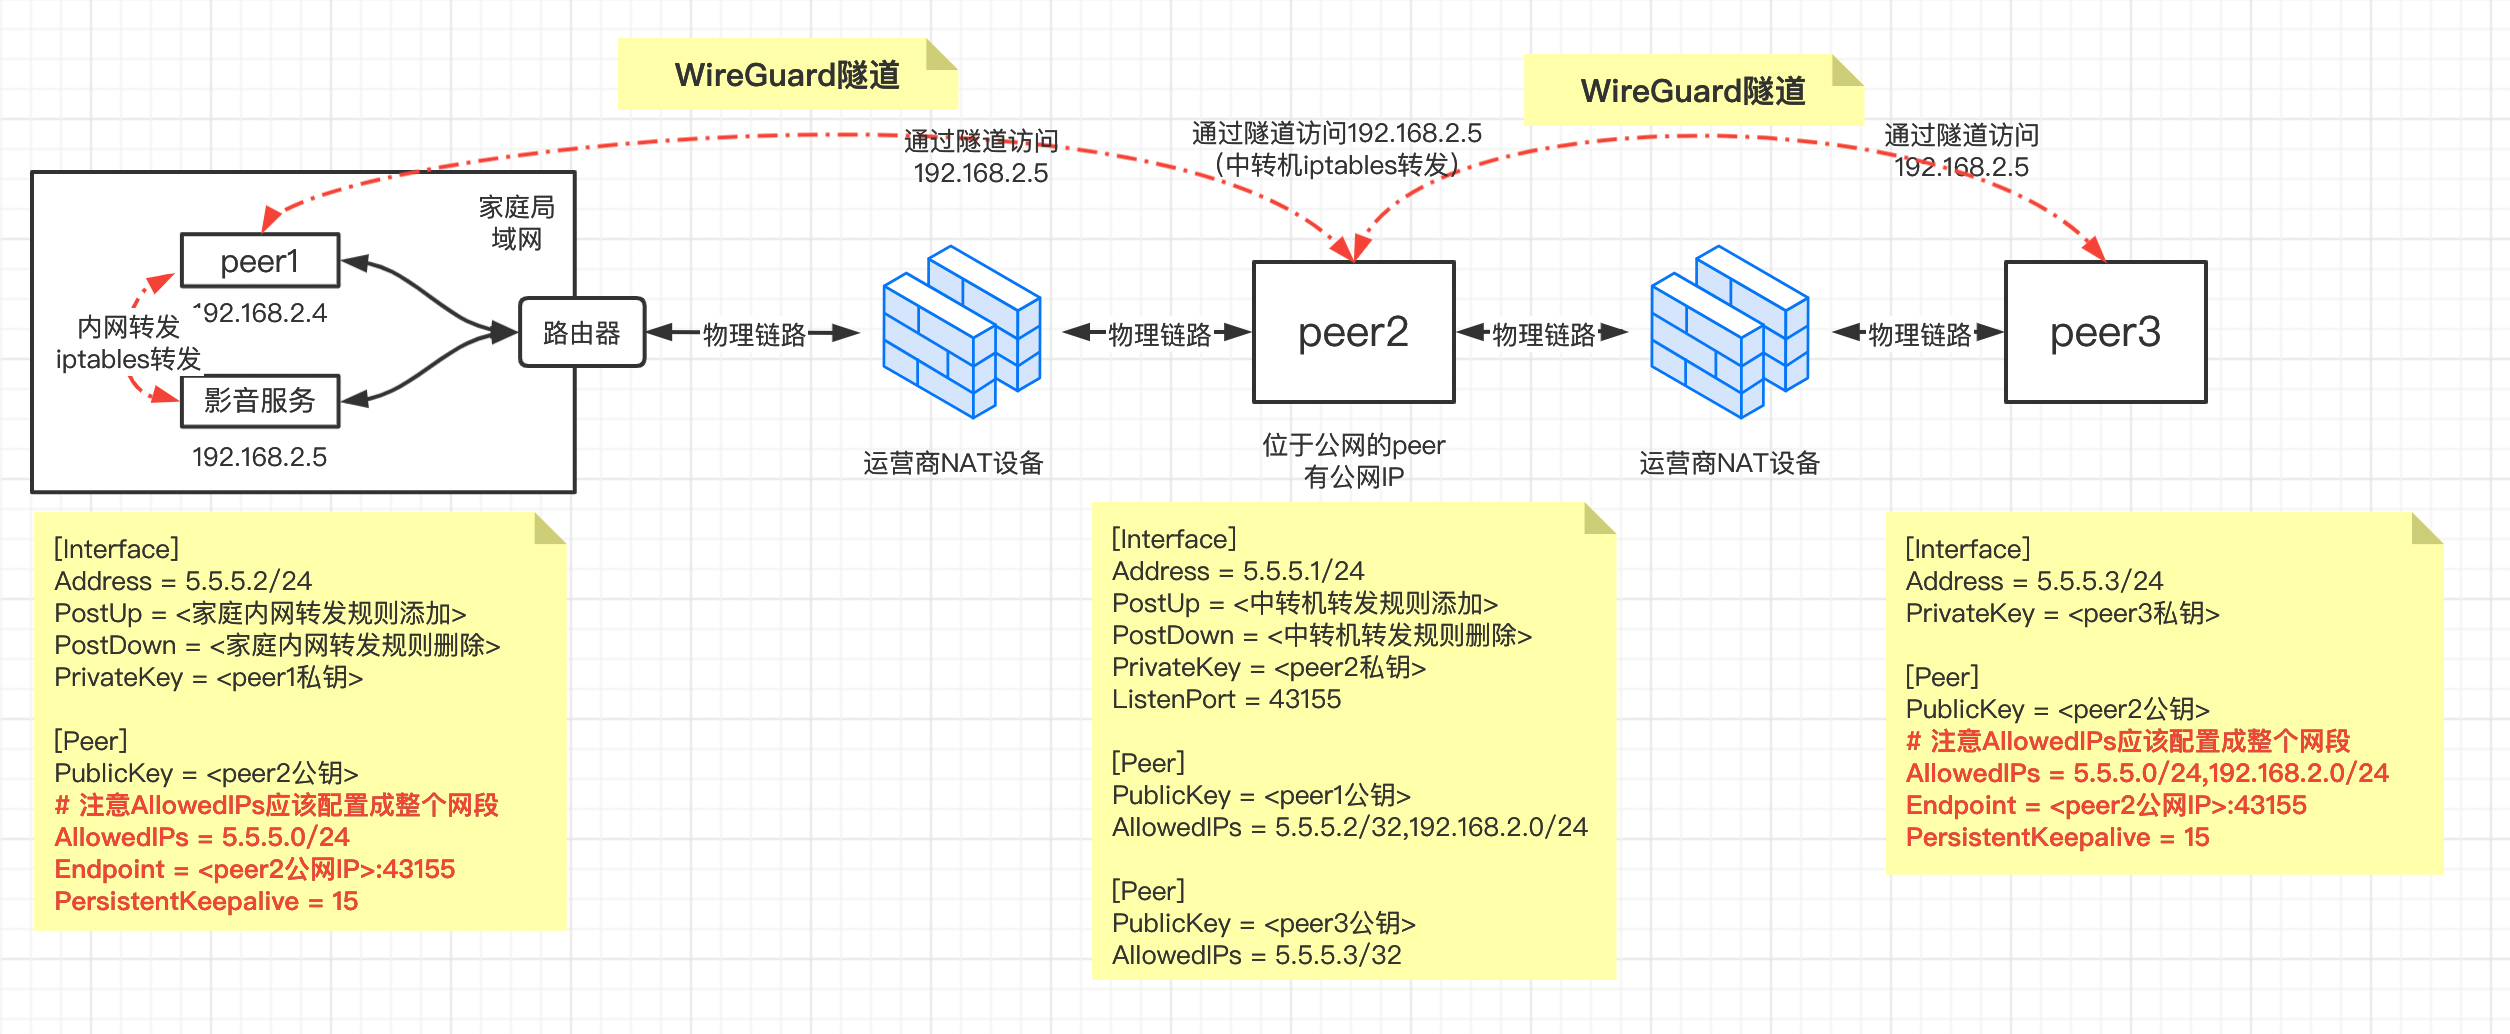 WireGuard隧道
WireGuard隧道
通过隧道访问
192.168.2.5
通过隧道访问192.168.2.5
（中转机iptables转发）
通过隧道访问
192.168.2.5
家庭局
域网
peer1
192.168.2.4
内网转发
iptables转发
影音服务
192.168.2.5
路由器
物理链路
物理链路
peer2
物理链路
物理链路
peer3
运营商NAT设备
位于公网的peer
有公网IP
运营商NAT设备
[Interface]
Address = 5.5.5.2/24
PostUp = <家庭内网转发规则添加>
PostDown = <家庭内网转发规则删除>
PrivateKey = <peer1私钥>
[Peer]
PublicKey = <peer2公钥>
# 注意AllowedIPs应该配置成整个网段
AllowedIPs = 5.5.5.0/24
Endpoint = <peer2公网IP>:43155
PersistentKeepalive = 15
[Interface]
Address = 5.5.5.1/24
PostUp = <中转机转发规则添加>
PostDown = <中转机转发规则删除>
PrivateKey = <peer2私钥>
ListenPort = 43155
[Peer]
PublicKey = <peer1公钥>
AllowedIPs = 5.5.5.2/32,192.168.2.0/24
[Peer]
PublicKey = <peer3公钥>
AllowedIPs = 5.5.5.3/32
[Interface]
Address = 5.5.5.3/24
PrivateKey = <peer3私钥>
[Peer]
PublicKey = <peer2公钥>
# 注意AllowedIPs应该配置成整个网段
AllowedIPs = 5.5.5.0/24,192.168.2.0/24
Endpoint = <peer2公网IP>:43155
PersistentKeepalive = 15